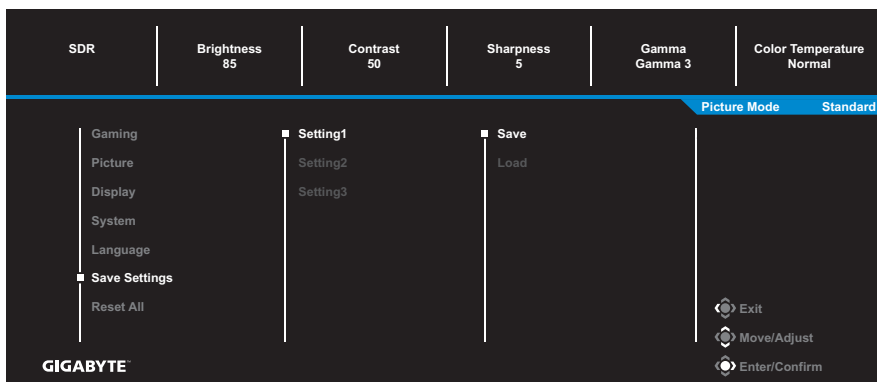 SDR
Brightness
85
Contrast
50
Sharpness
5
Gamma
Gamma 3
Color Temperature
Normal
Picture Mode Standard
Gaming
Picture
Display
System
Language
Save Settings
Reset All
Setting1
Setting2
Setting3
Save
Load
Exit
Move/Adjust
Enter/Confirm
GIGABYTE™